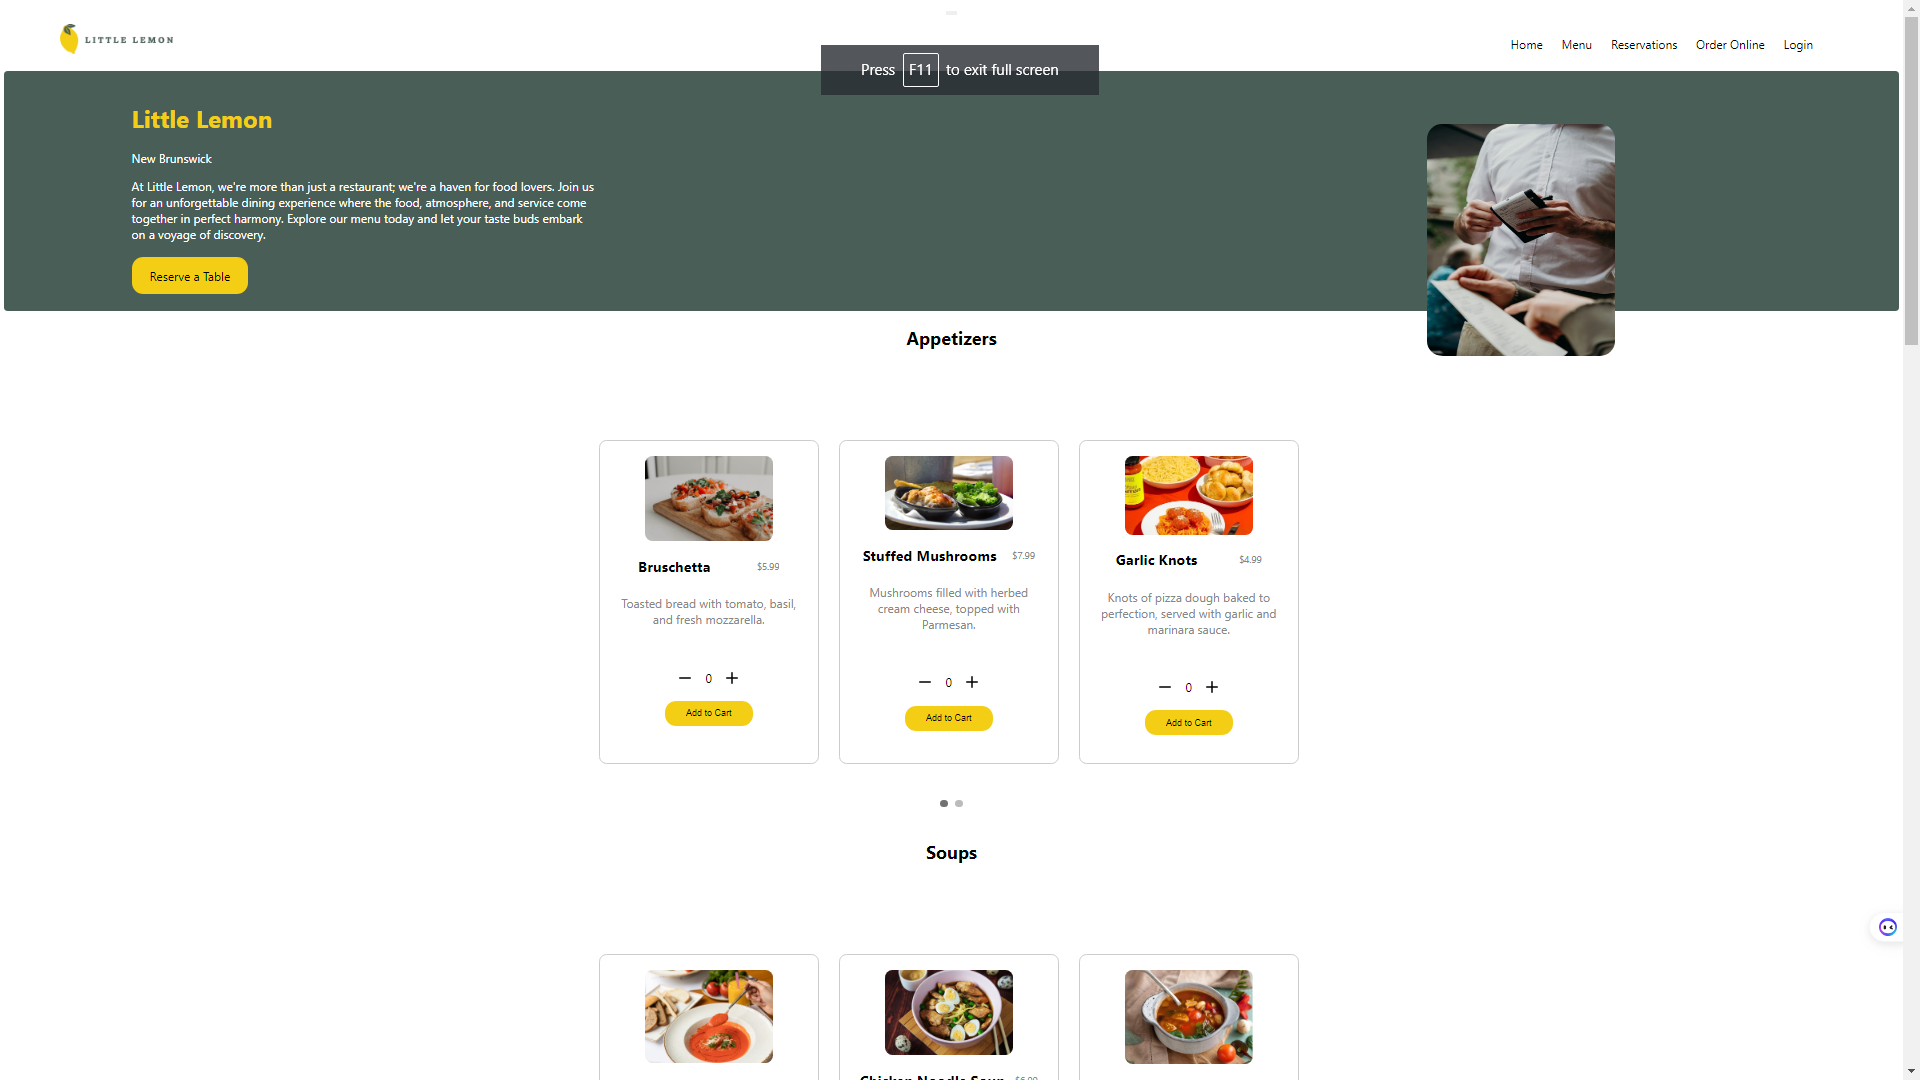 LITTLE LEMON
Home Menu Reservations Order Online Login
Press F11 to exit full screen
Little Lemon
New Brunswick
At Little Lemon, we're more than just a restaurant; we're a haven for food lovers. Join us
for an unforgettable dining experience where the food, atmosphere, and service come
together in perfect harmony. Explore our menu today and let your taste buds embark
on a voyage of discovery.
Reserve a Table
Appetizers
Bruschetta $5.99
Toasted bread with tomato, basil,
and fresh mozzarella.
0
Add to Cart
Stuffed Mushrooms $7.99
Mushrooms filled with herbed
cream cheese, topped with
Parmesan.
0
Add to Cart
Garlic Knots $4.99
Knots of pizza dough baked to
perfection, served with garlic and
marinara sauce.
0
Add to Cart
Soups
Chicken Noodle Soup $6.99